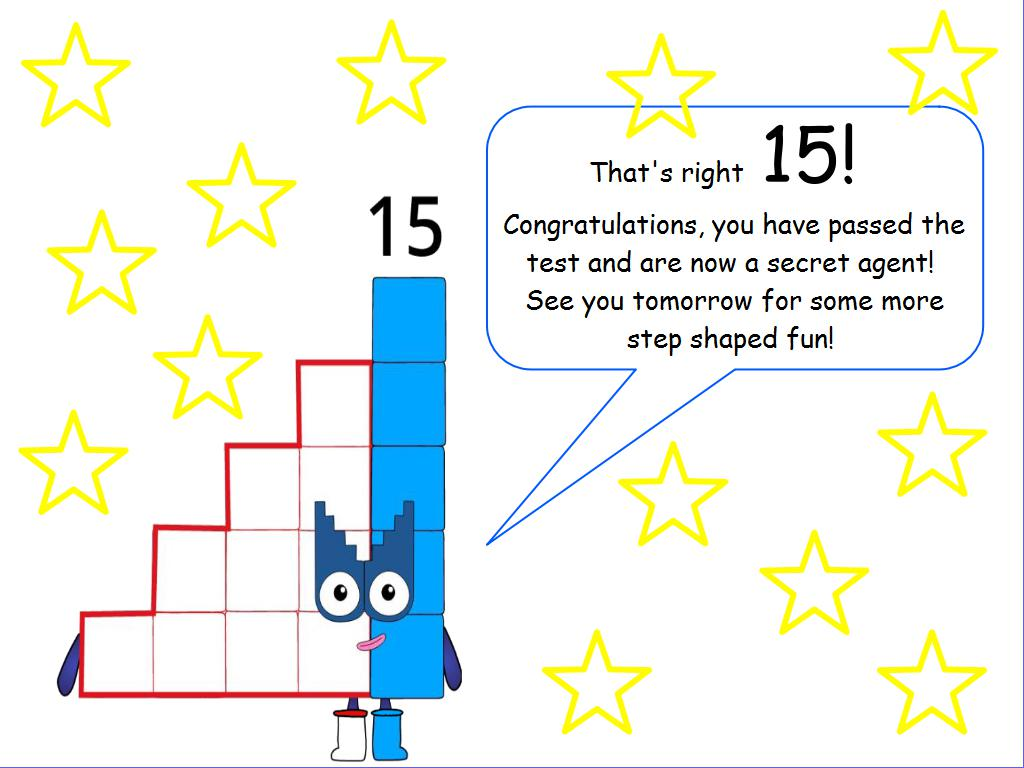 That's right 15!
Congratulations, you have passed the
test and are now a secret agent!
See you tomorrow for some more
step shaped fun!
15